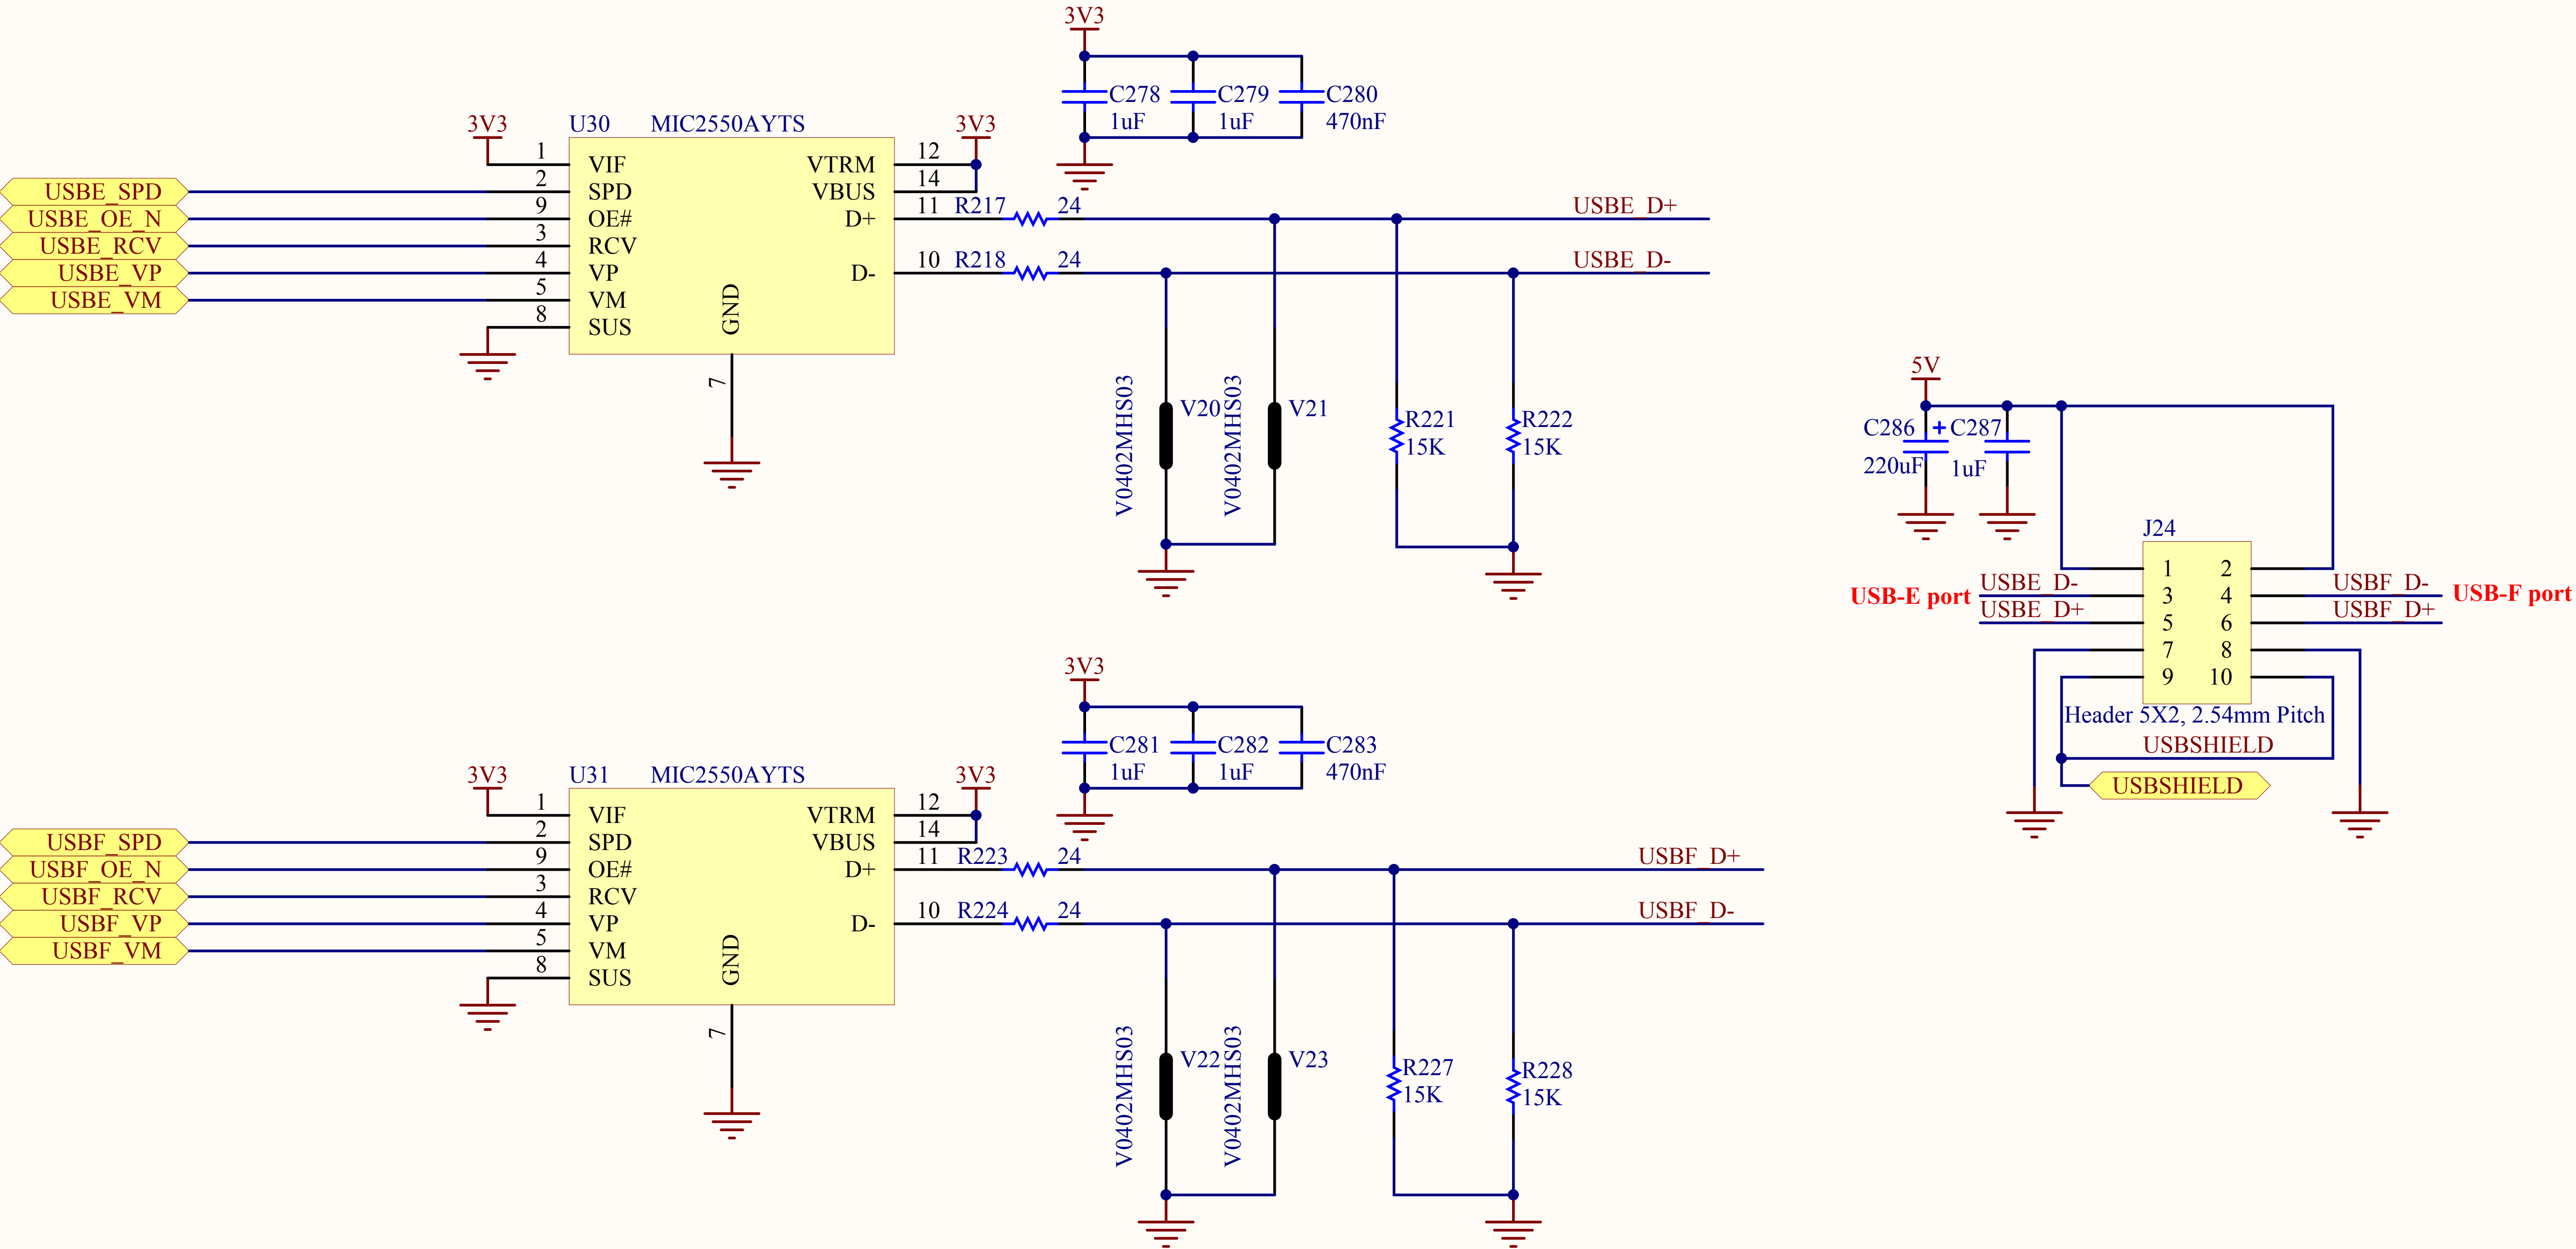 3V3
C278
C279
C280
1uF
1uF
470nF
3V3
U30
MIC2550AYTS
3V3
1
VIF
VTRM
12
USBE_SPD
2
SPD
VBUS
14
USBE_OE_N
9
OE#
D+
11
R217
24
USBE_D+
USBE_RCV
3
RCV
USBE_VP
4
VP
D-
10
R218
24
USBE_D-
USBE_VM
5
VM
8
SUS
GND
7
V0402MHS03
V20
V0402MHS03
V21
R221
15K
R222
15K
5V
C286
+
C287
220uF
1uF
J24
1
2
USB-E port
USBE_D-
3
4
USBF_D-
USB-F port
USBE_D+
5
6
USBF_D+
7
8
9
10
Header 5X2, 2.54mm Pitch
USBSHIELD
USBSHIELD
3V3
C281
C282
C283
1uF
1uF
470nF
3V3
U31
MIC2550AYTS
3V3
1
VIF
VTRM
12
USBF_SPD
2
SPD
VBUS
14
USBF_OE_N
9
OE#
D+
11
R223
24
USBF_D+
USBF_RCV
3
RCV
USBF_VP
4
VP
D-
10
R224
24
USBF_D-
USBF_VM
5
VM
8
SUS
GND
7
V0402MHS03
V22
V0402MHS03
V23
R227
15K
R228
15K